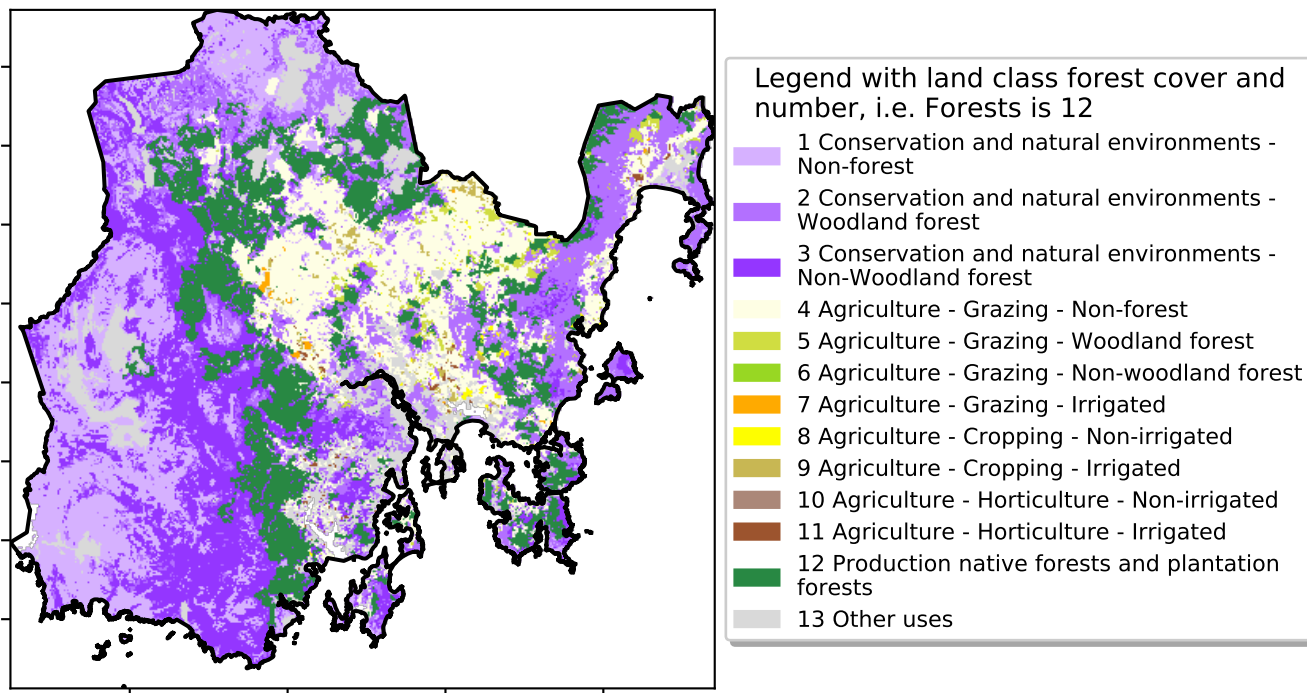 Legend with land class forest cover and
number, i.e. Forests is 12
1 Conservation and natural environments -
Non-forest
2 Conservation and natural environments -
Woodland forest
3 Conservation and natural environments -
Non-Woodland forest
4 Agriculture - Grazing - Non-forest
5 Agriculture - Grazing - Woodland forest
6 Agriculture - Grazing - Non-woodland forest
7 Agriculture - Grazing - Irrigated
8 Agriculture - Cropping - Non-irrigated
9 Agriculture - Cropping - Irrigated
10 Agriculture - Horticulture - Non-irrigated
11 Agriculture - Horticulture - Irrigated
12 Production native forests and plantation
forests
13 Other uses